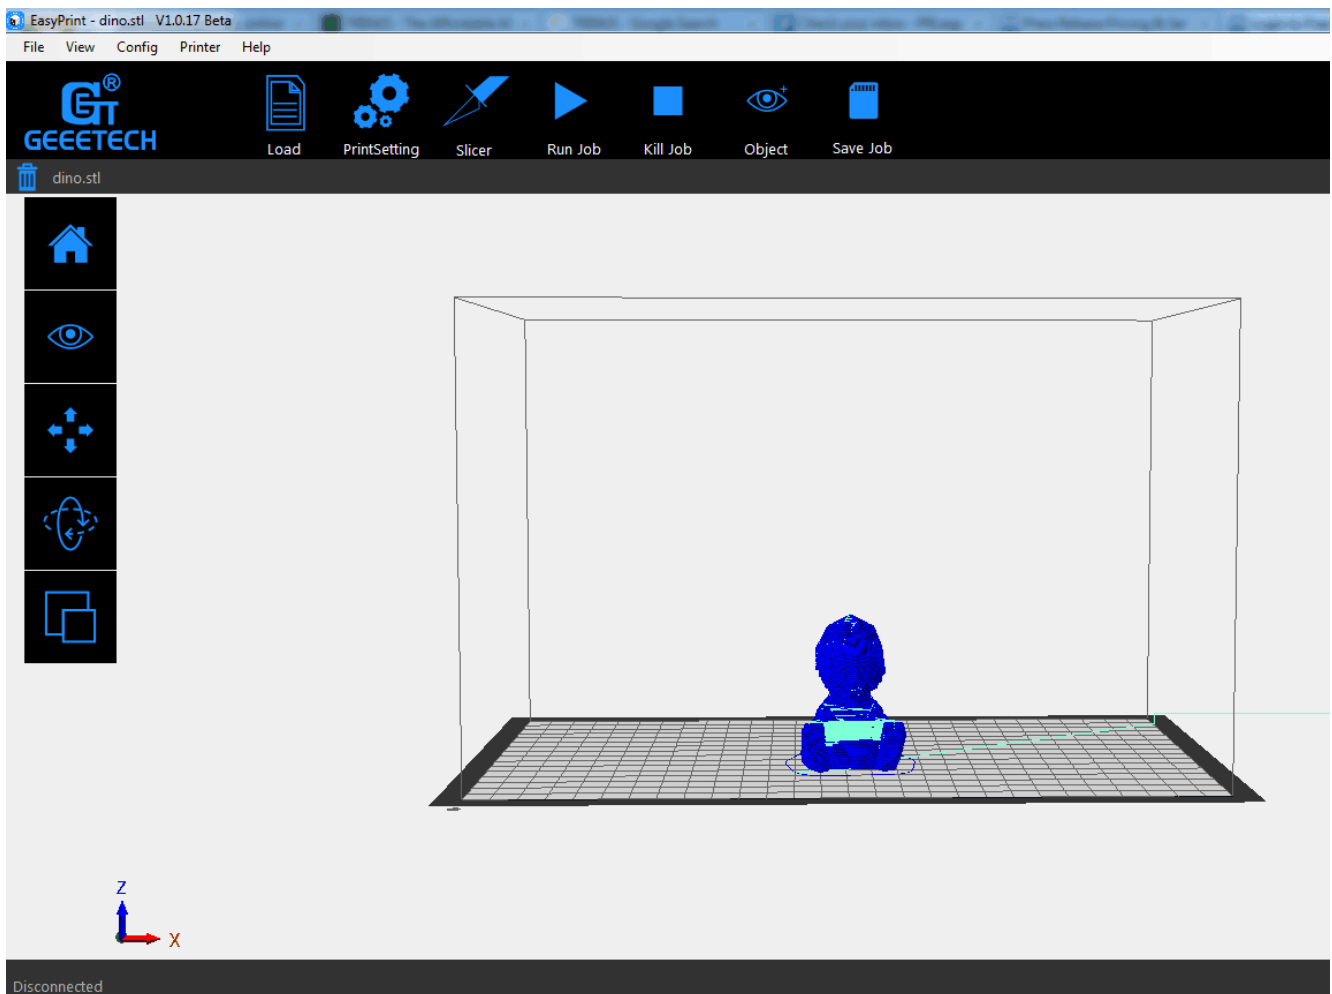 EasyPrint - dino.stl V1.0.17 Beta
File View Config Printer Help
GEEETECH®
Load PrintSetting Slicer Run Job Kill Job Object Save Job
dino.stl
Z
X
Disconnected